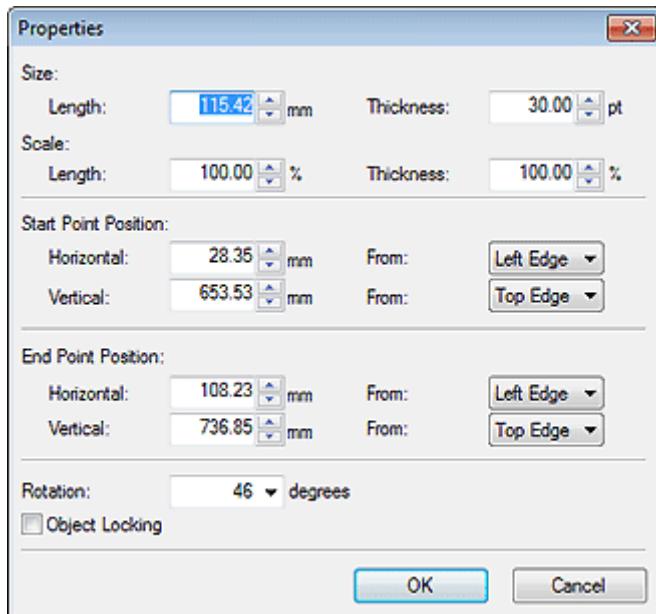 Properties
Size:
Length: 115.42 mm Thickness: 30.00 pt
Scale:
Length: 100.00 % Thickness: 100.00 %
Start Point Position:
Horizontal: 28.35 mm From: Left Edge
Vertical: 653.53 mm From: Top Edge
End Point Position:
Horizontal: 108.23 mm From: Left Edge
Vertical: 736.85 mm From: Top Edge
Rotation: 46 degrees
Object Locking
OK Cancel